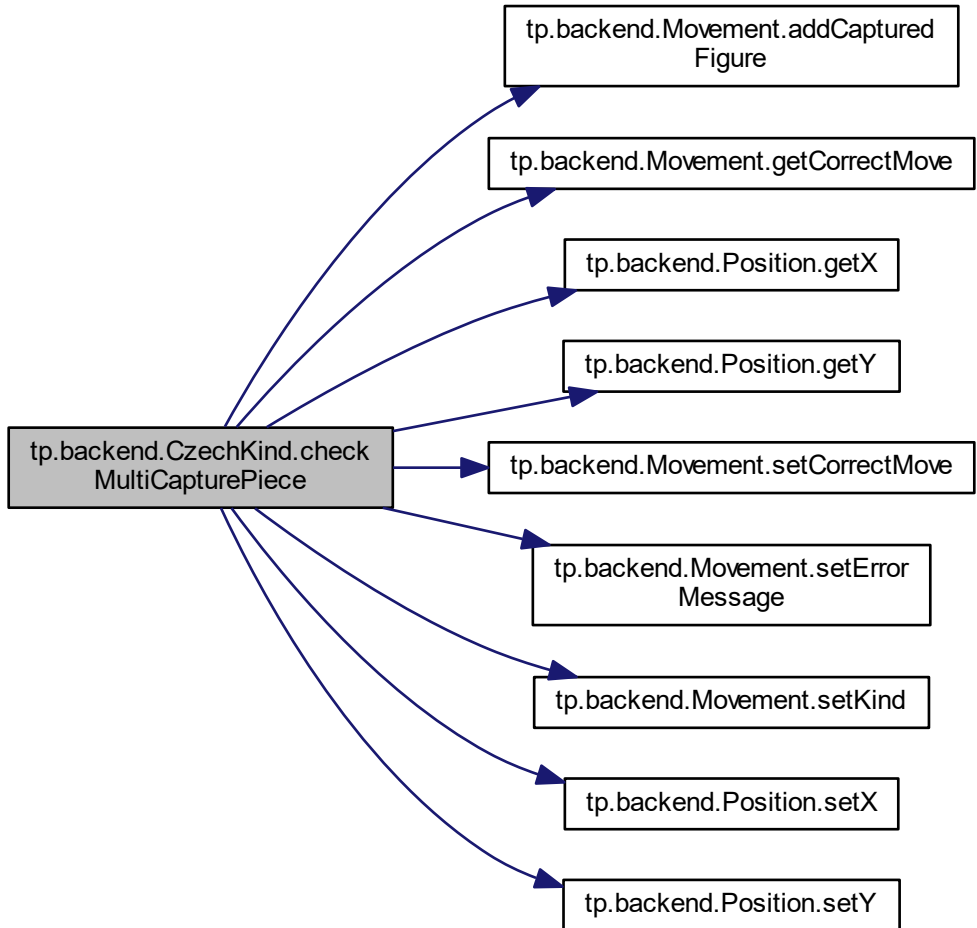 tp.backend.Movement.addCaptured
Figure
tp.backend.Movement.getCorrectMove
tp.backend.Position.getX
tp.backend.Position.getY
tp.backend.CzechKind.check
MultiCapturePiece
tp.backend.Movement.setCorrectMove
tp.backend.Movement.setError
Message
tp.backend.Movement.setKind
tp.backend.Position.setX
tp.backend.Position.setY